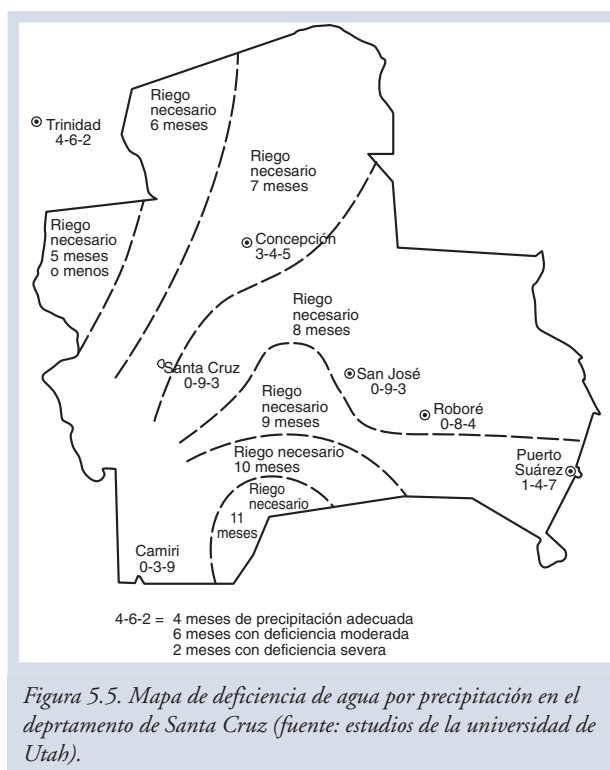 Riego
necesario
6 meses
Trinidad
4-6-2
Riego
necesario
7 meses
Riego
necesario
5 meses
o menos
Concepción
3-4-5
Riego
necesario
8 meses
Santa Cruz
0-9-3
San José
0-9-3
Riego
necesario
9 meses
Roboré
0-8-4
Riego necesario
10 meses
Puerto
Suárez
1-4-7
Riego
necesario
11
meses
Camiri
0-3-9
4-6-2 = 4 meses de precipitación adecuada
6 meses con deficiencia moderada
2 meses con deficiencia severa
Figura 5.5. Mapa de deficiencia de agua por precipitación en el
deprtamento de Santa Cruz (fuente: estudios de la universidad de
Utah).